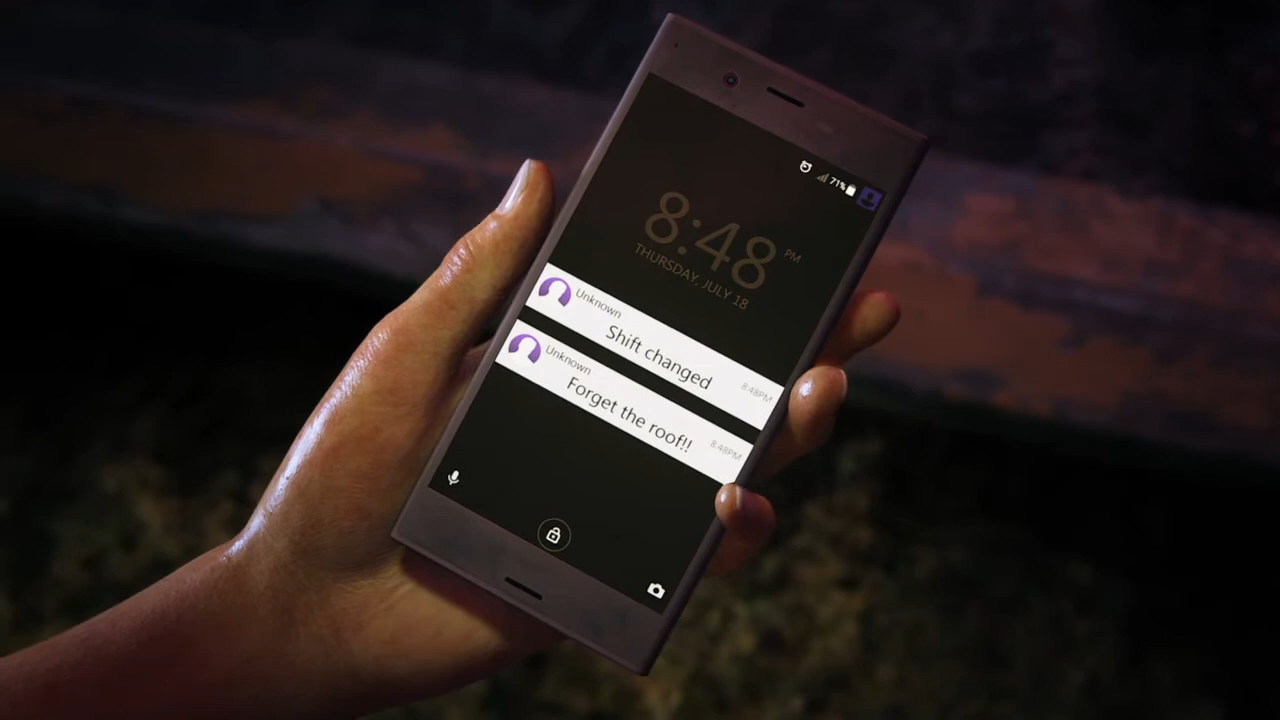 71%
8:48 PM
THURSDAY, JULY 18
Unknown
Shift changed
8:48PM
Unknown
Forget the roof!!
8:48PM